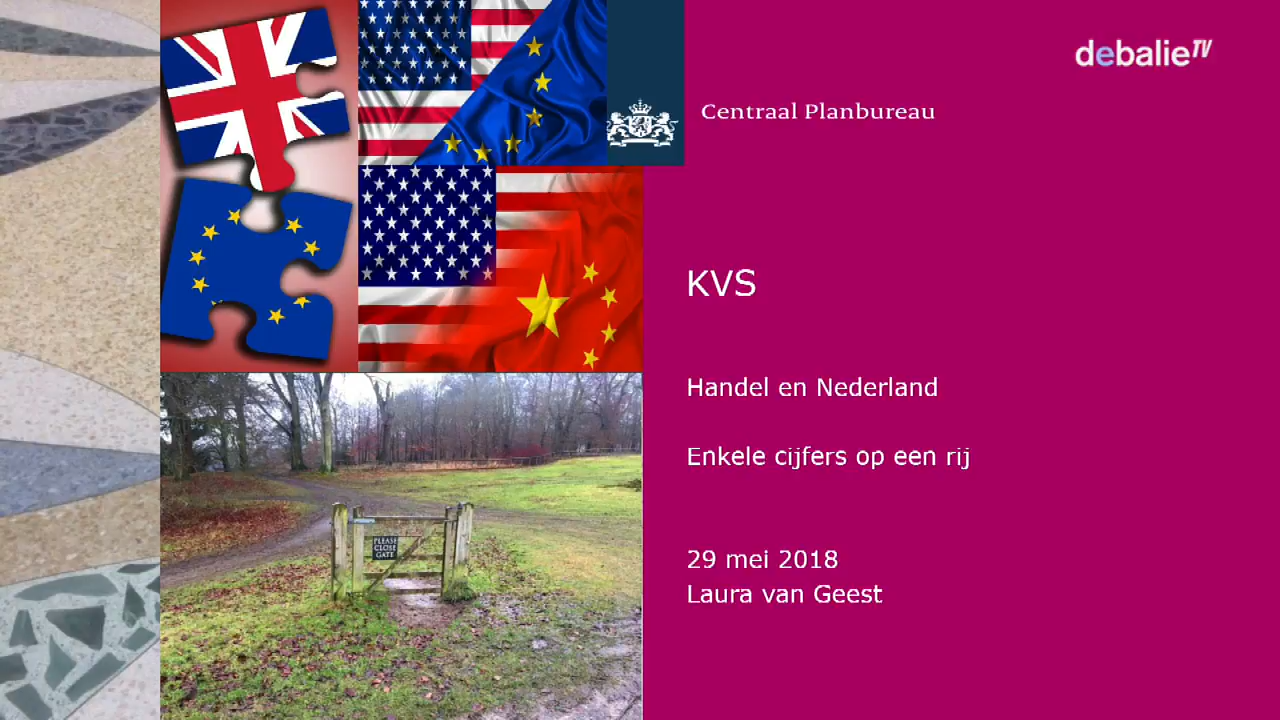 debalieTV
Centraal Planbureau
KVS
Handel en Nederland
Enkele cijfers op een rij
PLEASE
CLOSE
GATE
29 mei 2018
Laura van Geest